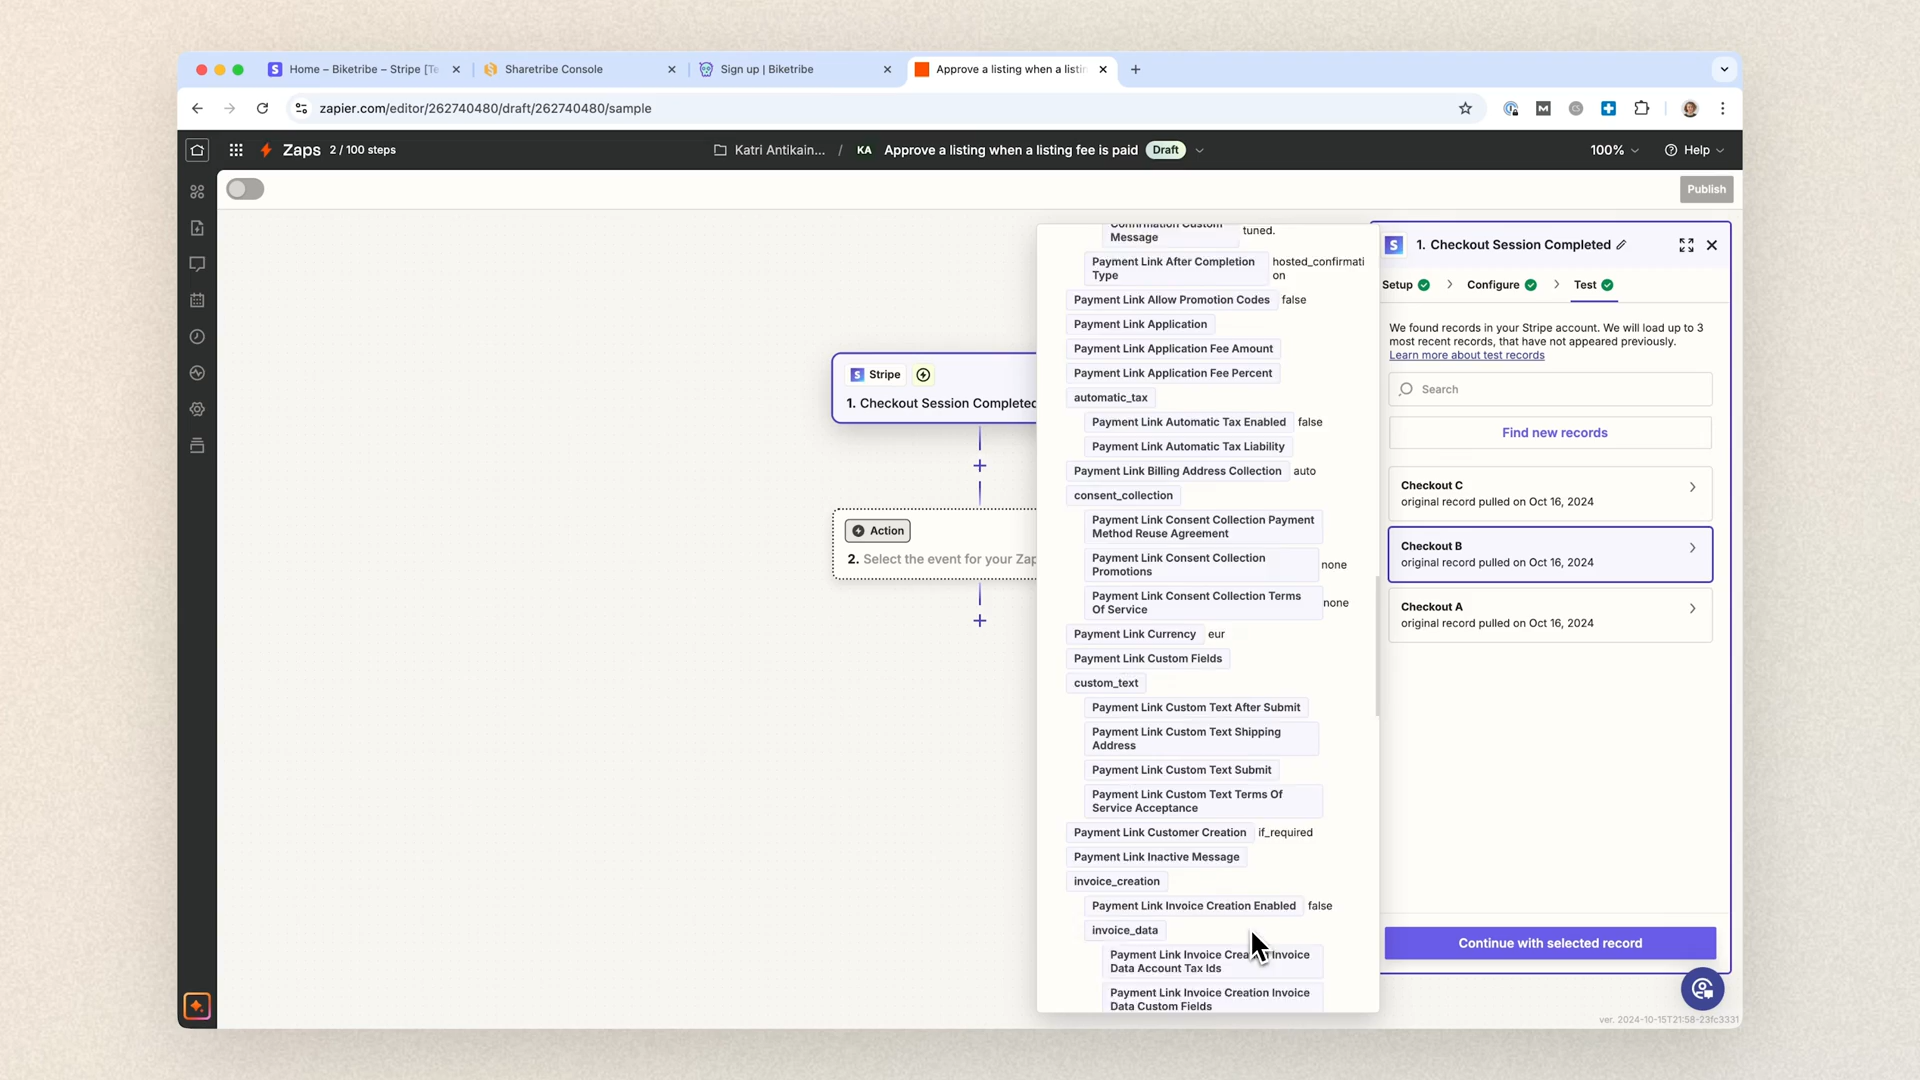 Home – Biketribe – Stripe [Te
Sharetribe Console
Sign up | Biketribe
Approve a listing when a listin
zapier.com/editor/262740480/draft/262740480/sample
Zaps 2 / 100 steps
Katri Antikain... / KA Approve a listing when a listing fee is paid Draft
100%
Help
Publish
Stripe
1. Checkout Session Completed
Action
2. Select the event for your Zap
Confirmation Custom
Message
tuned.
Payment Link After Completion
Type
hosted_confirmati
on
Payment Link Allow Promotion Codes false
Payment Link Application
Payment Link Application Fee Amount
Payment Link Application Fee Percent
automatic_tax
Payment Link Automatic Tax Enabled false
Payment Link Automatic Tax Liability
Payment Link Billing Address Collection auto
consent_collection
Payment Link Consent Collection Payment
Method Reuse Agreement
Payment Link Consent Collection
Promotions
none
Payment Link Consent Collection Terms
Of Service
none
Payment Link Currency eur
Payment Link Custom Fields
custom_text
Payment Link Custom Text After Submit
Payment Link Custom Text Shipping
Address
Payment Link Custom Text Submit
Payment Link Custom Text Terms Of
Service Acceptance
Payment Link Customer Creation if_required
Payment Link Inactive Message
invoice_creation
Payment Link Invoice Creation Enabled false
invoice_data
Payment Link Invoice Creation Invoice
Data Account Tax Ids
Payment Link Invoice Creation Invoice
Data Custom Fields
1. Checkout Session Completed
Setup > Configure > Test
We found records in your Stripe account. We will load up to 3
most recent records, that have not appeared previously.
Learn more about test records
Search
Find new records
Checkout C
original record pulled on Oct 16, 2024
Checkout B
original record pulled on Oct 16, 2024
Checkout A
original record pulled on Oct 16, 2024
Continue with selected record
ver. 2024-10-15T21:58-23fc3331